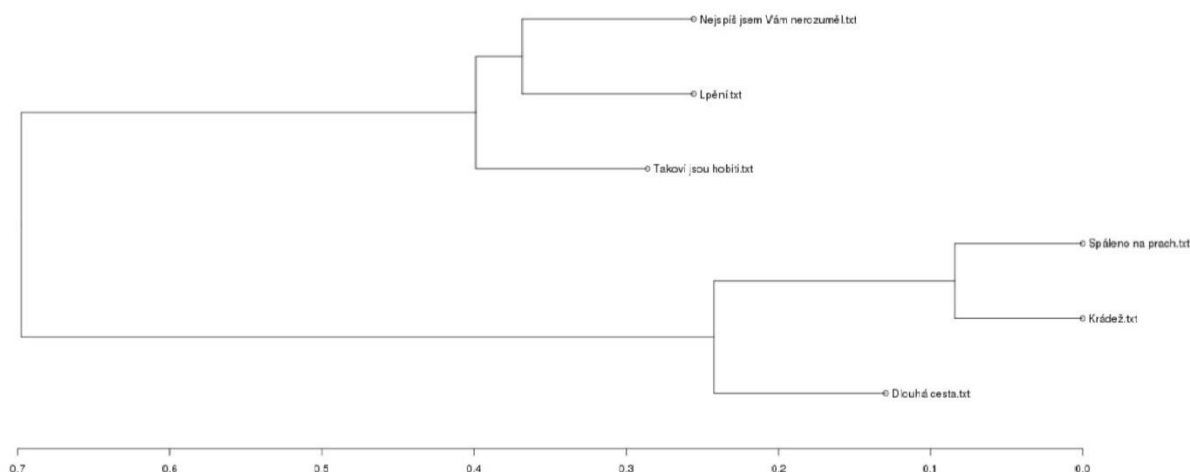 Nejspíš jsem Vám nerozuměl.txt
Lpění.txt
Takoví jsou hobiti.txt
Spáleno na prach.txt
Krádež.txt
Dlouhá cesta.txt
0.7 0.6 0.5 0.4 0.3 0.2 0.1 0.0